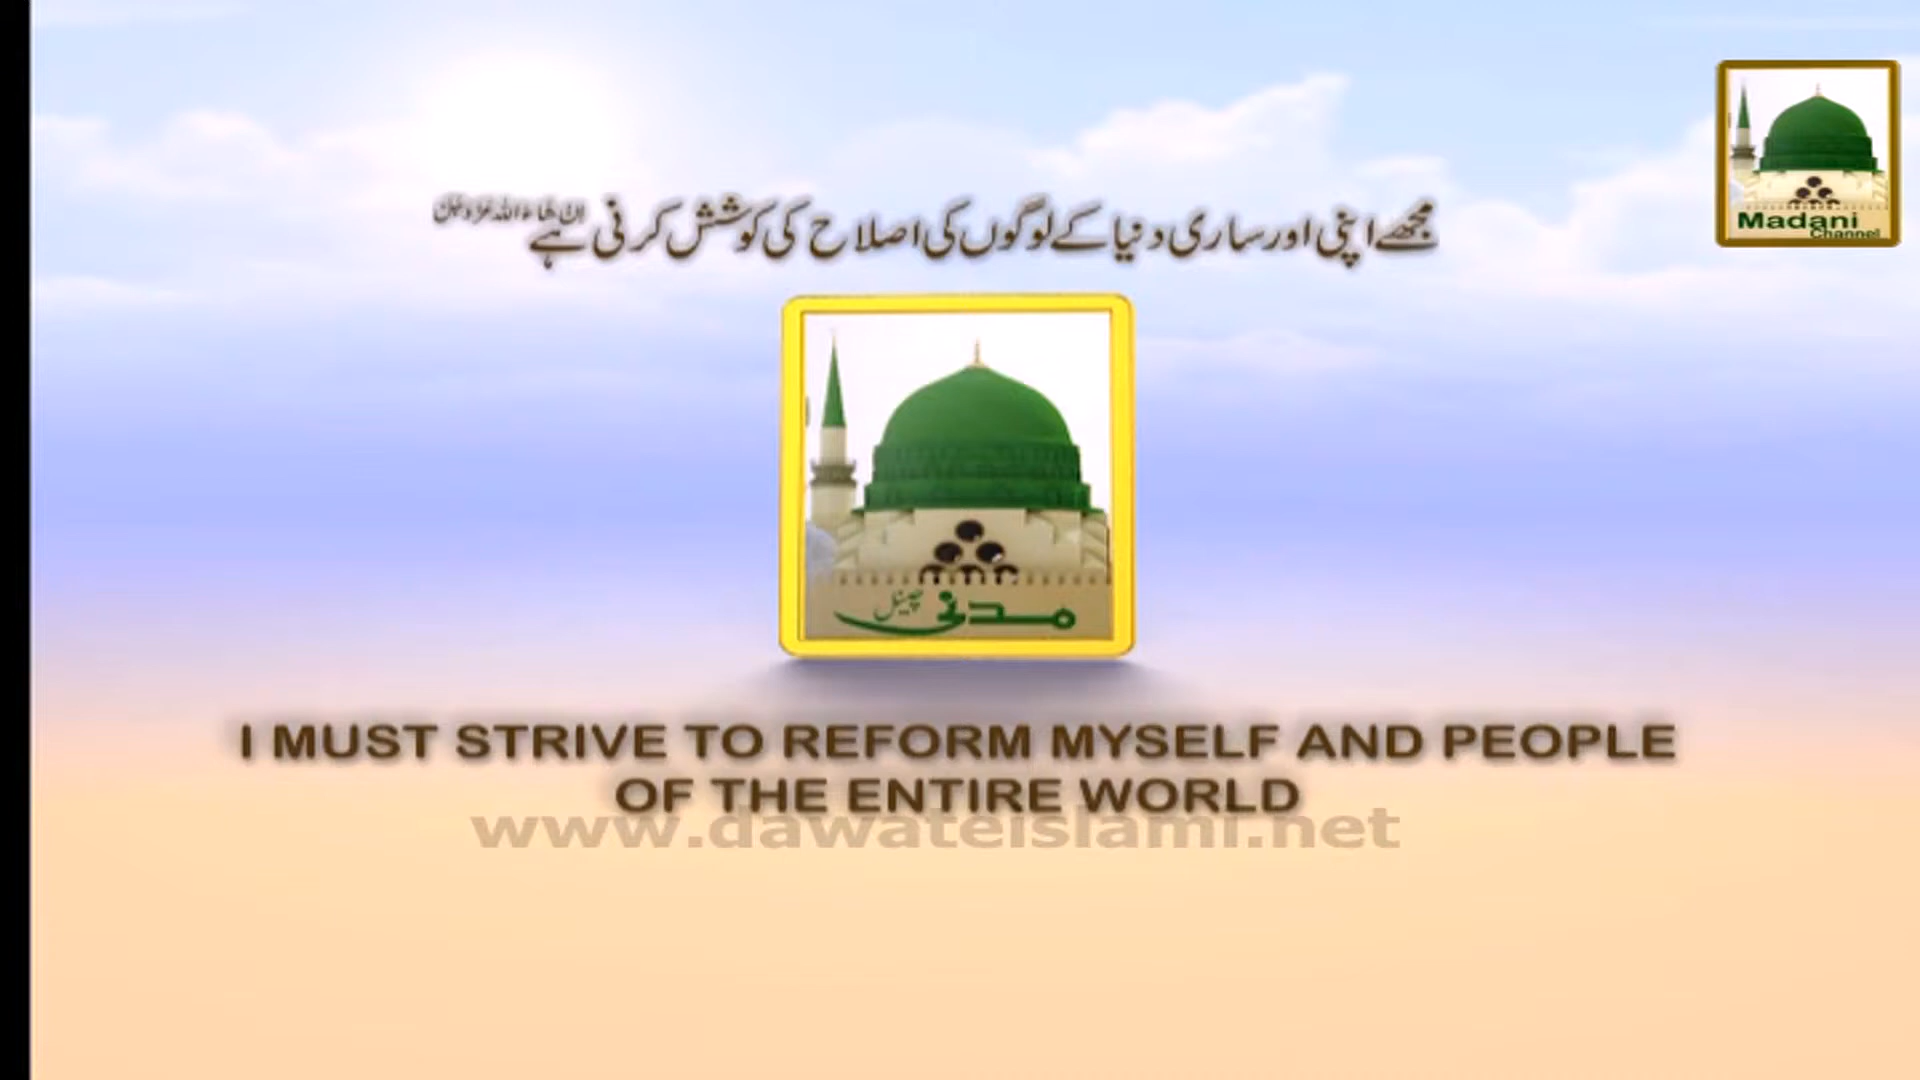 مجھے اپنی اور ساری دنیا کے لوگوں کی اصلاح کی کوشش کرنی ہے ان شاء اللہ عزوجل
Madani
Channel
مدنی چینل
I MUST STRIVE TO REFORM MYSELF AND PEOPLE
OF THE ENTIRE WORLD
www.dawateislami.net